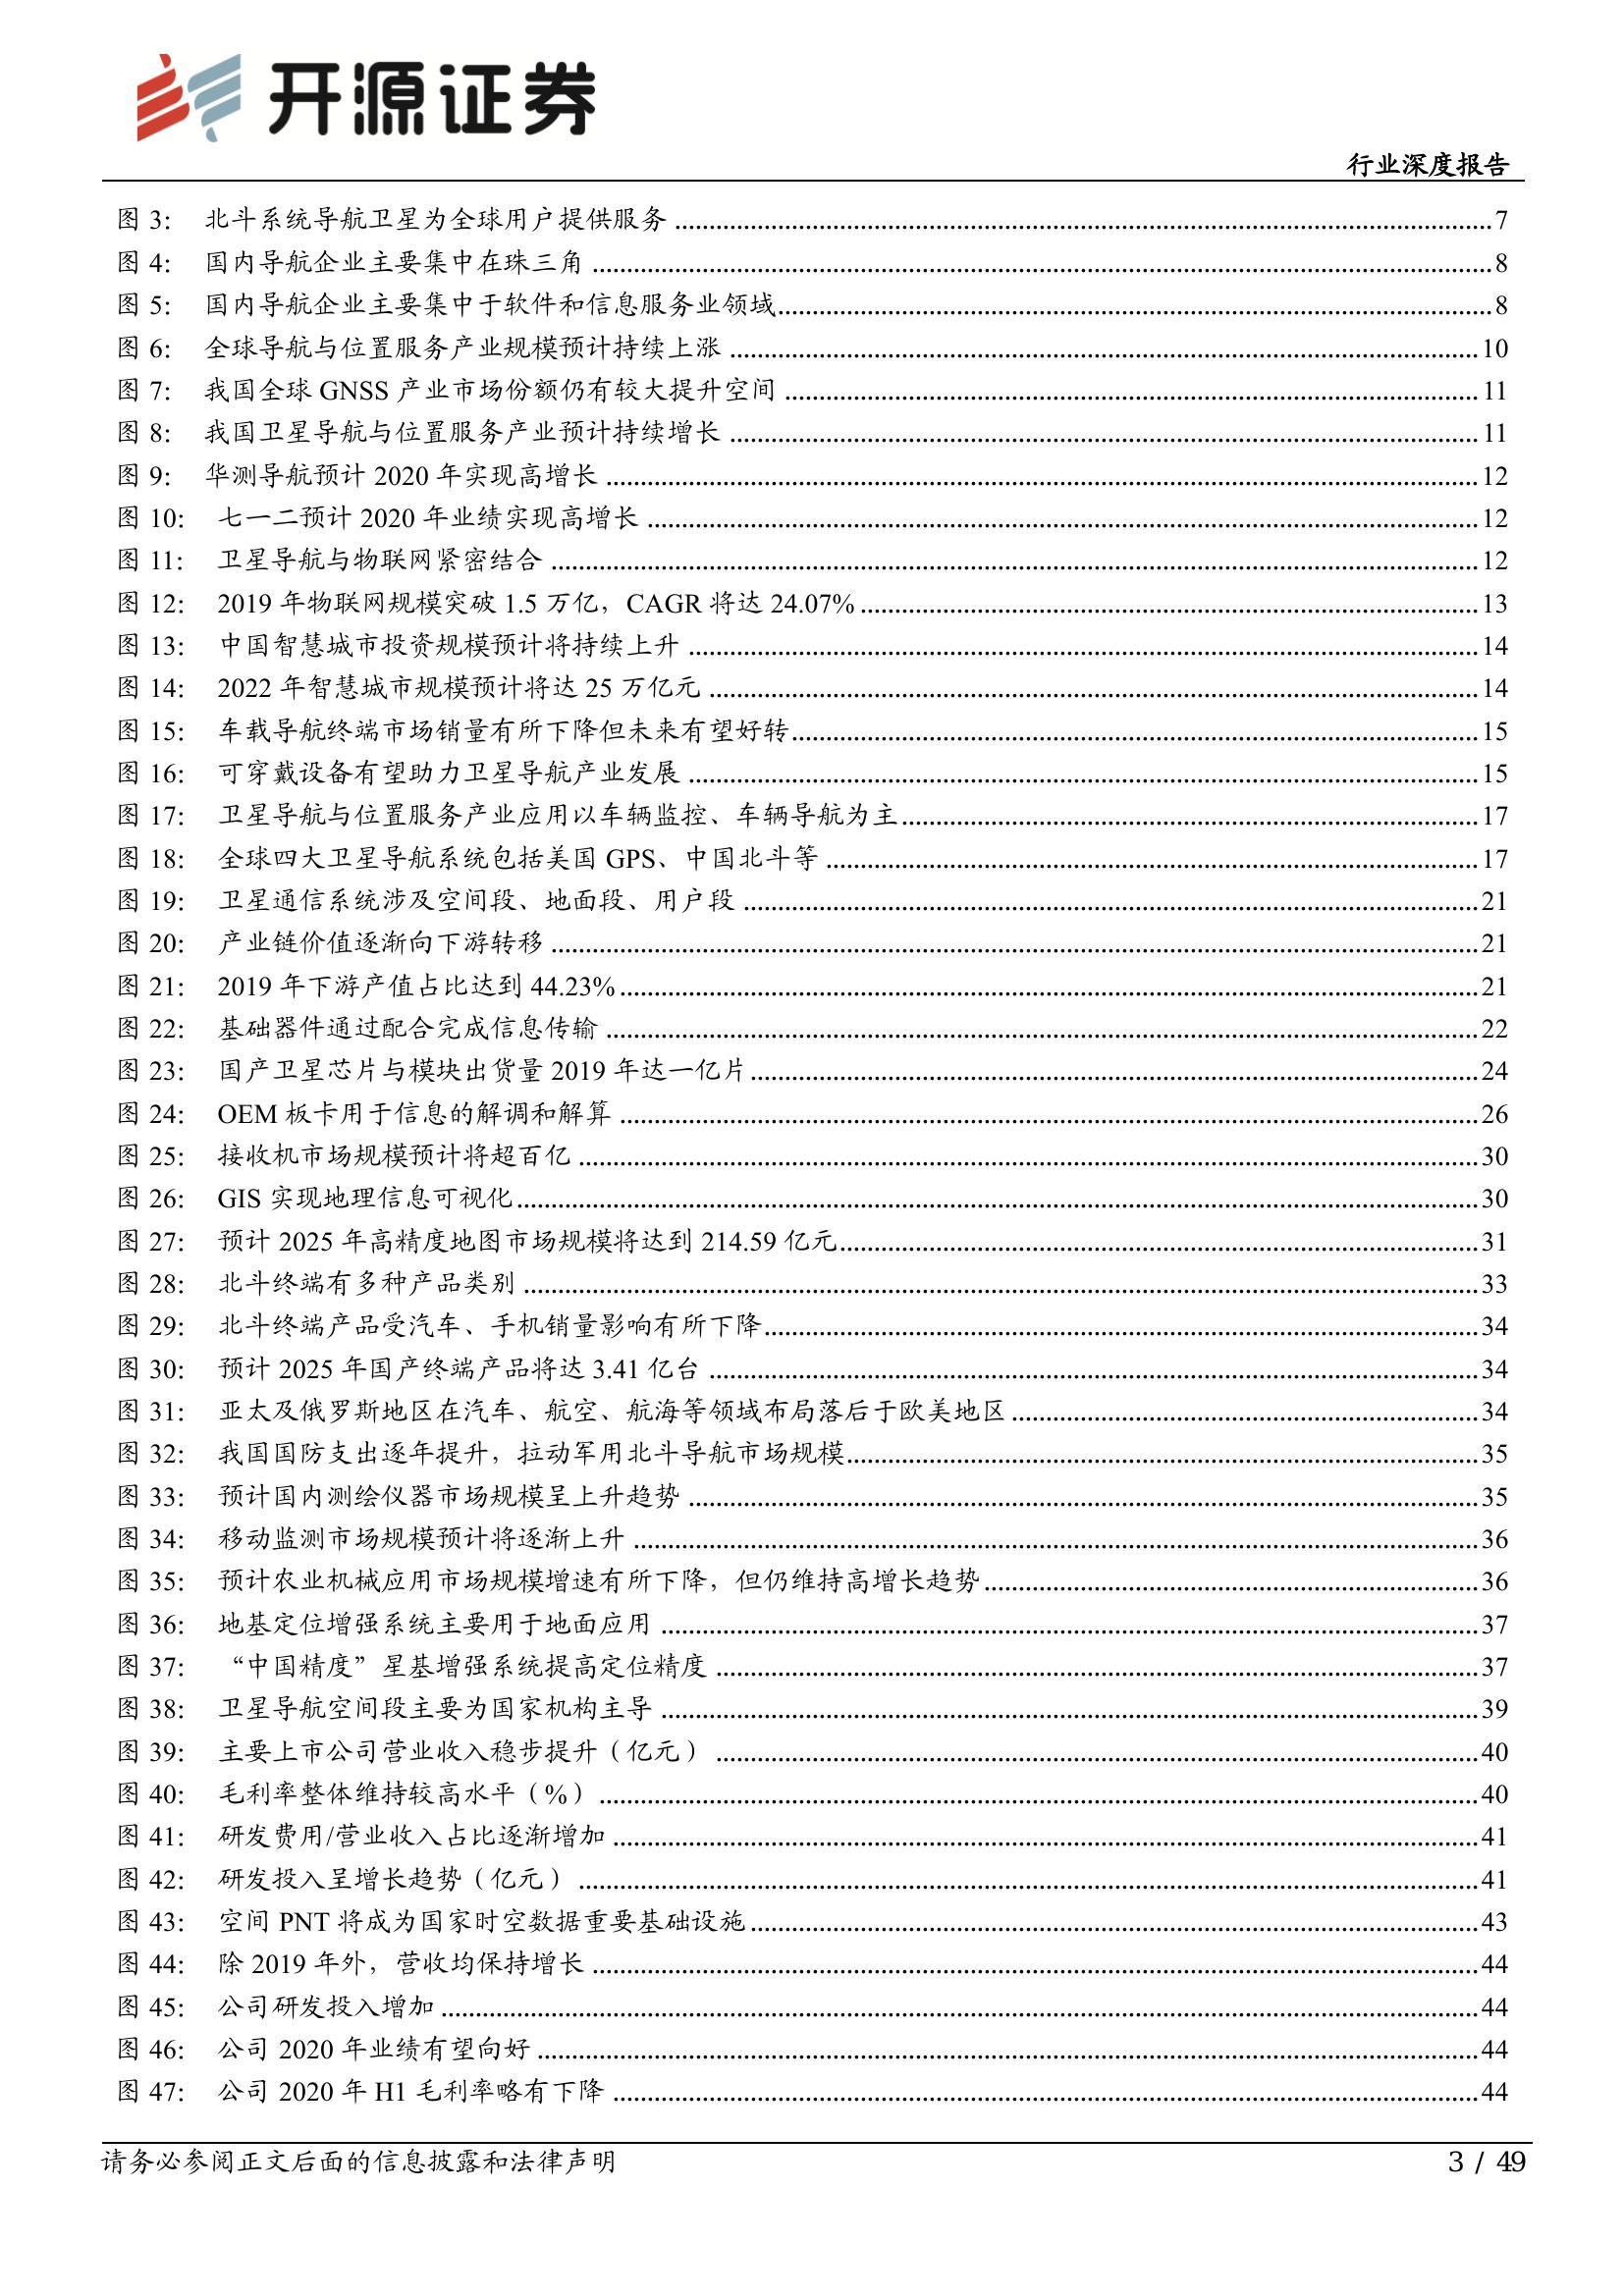 开源证券
行业深度报告
图 3: 北斗系统导航卫星为全球用户提供服务 ........ 7
图 4: 国内导航企业主要集中在珠三角 ........ 8
图 5: 国内导航企业主要集中于软件和信息服务业领域 ........ 8
图 6: 全球导航与位置服务产业规模预计持续上涨 ........ 10
图 7: 我国全球 GNSS 产业市场份额仍有较大提升空间 ........ 11
图 8: 我国卫星导航与位置服务产业预计持续增长 ........ 11
图 9: 华测导航预计 2020 年实现高增长 ........ 12
图 10: 七一二预计 2020 年业绩实现高增长 ........ 12
图 11: 卫星导航与物联网紧密结合 ........ 12
图 12: 2019 年物联网规模突破 1.5 万亿，CAGR 将达 24.07% ........ 13
图 13: 中国智慧城市投资规模预计将持续上升 ........ 14
图 14: 2022 年智慧城市规模预计将达 25 万亿元 ........ 14
图 15: 车载导航终端市场销量有所下降但未来有望好转 ........ 15
图 16: 可穿戴设备有望助力卫星导航产业发展 ........ 15
图 17: 卫星导航与位置服务产业应用以车辆监控、车辆导航为主 ........ 17
图 18: 全球四大卫星导航系统包括美国 GPS、中国北斗等 ........ 17
图 19: 卫星通信系统涉及空间段、地面段、用户段 ........ 21
图 20: 产业链价值逐渐向下游转移 ........ 21
图 21: 2019 年下游产值占比达到 44.23% ........ 21
图 22: 基础器件通过配合完成信息传输 ........ 22
图 23: 国产卫星芯片与模块出货量 2019 年达一亿片 ........ 24
图 24: OEM 板卡用于信息的解调和解算 ........ 26
图 25: 接收机市场规模预计将超百亿 ........ 30
图 26: GIS 实现地理信息可视化 ........ 30
图 27: 预计 2025 年高精度地图市场规模将达到 214.59 亿元 ........ 31
图 28: 北斗终端有多种产品类别 ........ 33
图 29: 北斗终端产品受汽车、手机销量影响有所下降 ........ 34
图 30: 预计 2025 年国产终端产品将达 3.41 亿台 ........ 34
图 31: 亚太及俄罗斯地区在汽车、航空、航海等领域布局落后于欧美地区 ........ 34
图 32: 我国国防支出逐年提升，拉动军用北斗导航市场规模 ........ 35
图 33: 预计国内测绘仪器市场规模呈上升趋势 ........ 35
图 34: 移动监测市场规模预计将逐渐上升 ........ 36
图 35: 预计农业机械应用市场规模增速有所下降，但仍维持高增长趋势 ........ 36
图 36: 地基定位增强系统主要用于地面应用 ........ 37
图 37: “中国精度”星基增强系统提高定位精度 ........ 37
图 38: 卫星导航空间段主要为国家机构主导 ........ 39
图 39: 主要上市公司营业收入稳步提升（亿元） ........ 40
图 40: 毛利率整体维持较高水平（%） ........ 40
图 41: 研发费用/营业收入占比逐渐增加 ........ 41
图 42: 研发投入呈增长趋势（亿元） ........ 41
图 43: 空间 PNT 将成为国家时空数据重要基础设施 ........ 43
图 44: 除 2019 年外，营收均保持增长 ........ 44
图 45: 公司研发投入增加 ........ 44
图 46: 公司 2020 年业绩有望向好 ........ 44
图 47: 公司 2020 年 H1 毛利率略有下降 ........ 44
请务必参阅正文后面的信息披露和法律声明 3 / 49